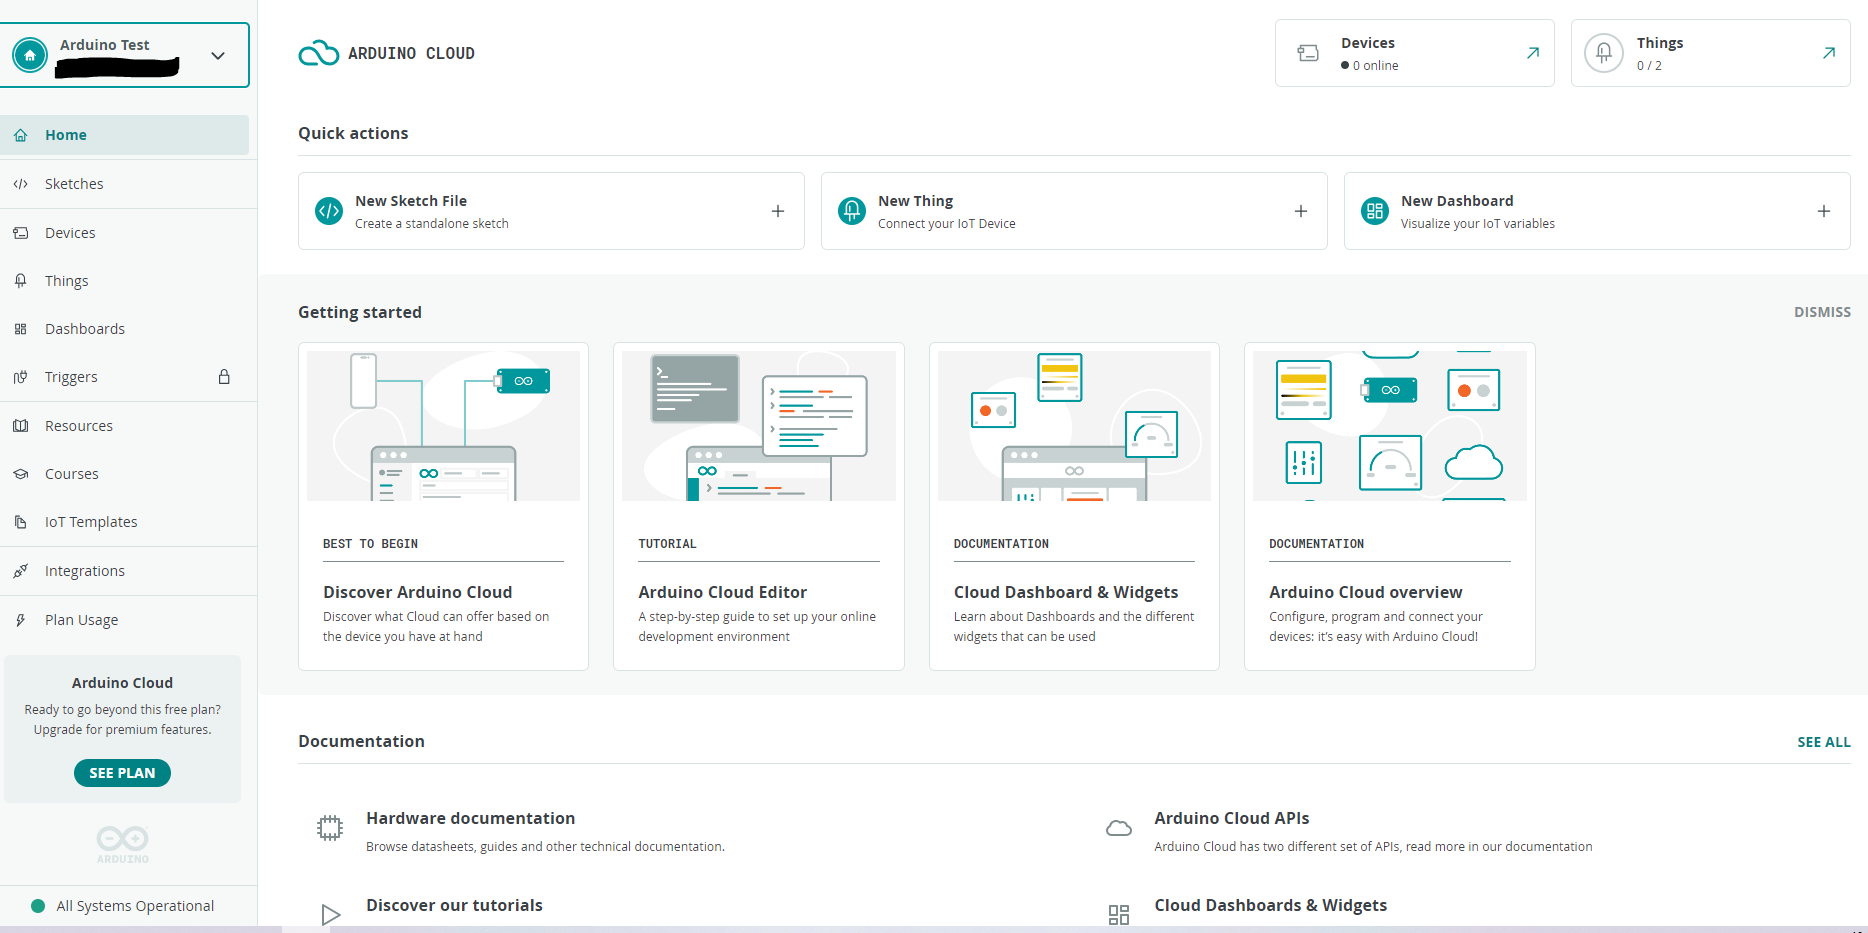 Arduino Test
Home
Sketches
Devices
Things
Dashboards
Triggers
Resources
Courses
IoT Templates
Integrations
Plan Usage
Arduino Cloud
Ready to go beyond this free plan?
Upgrade for premium features.
SEE PLAN
ARDUINO
All Systems Operational
ARDUINO CLOUD
Devices
0 online
Things
0 / 2
Quick actions
New Sketch File
Create a standalone sketch
New Thing
Connect your IoT Device
New Dashboard
Visualize your IoT variables
Getting started
DISMISS
BEST TO BEGIN
Discover Arduino Cloud
Discover what Cloud can offer based on
the device you have at hand
TUTORIAL
Arduino Cloud Editor
A step-by-step guide to set up your online
development environment
DOCUMENTATION
Cloud Dashboard & Widgets
Learn about Dashboards and the different
widgets that can be used
DOCUMENTATION
Arduino Cloud overview
Configure, program and connect your
devices: it's easy with Arduino Cloud!
Documentation
SEE ALL
Hardware documentation
Browse datasheets, guides and other technical documentation.
Arduino Cloud APIs
Arduino Cloud has two different set of APIs, read more in our documentation
Discover our tutorials
Cloud Dashboards & Widgets